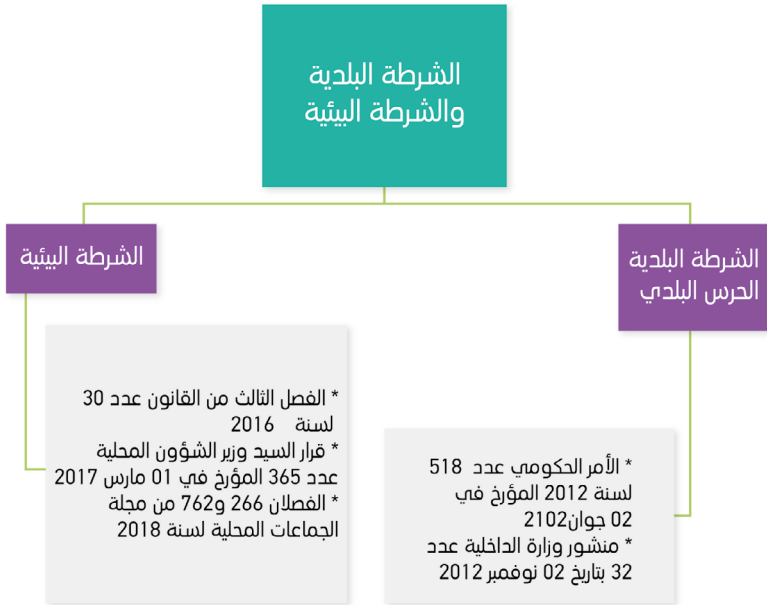 الشرطة البلدية
والشرطة البيئية
الشرطة البلدية
الحرس البلدي
* الأمر الحكومي عدد 518
لسنة 2012 المؤرخ في
02 جوان2102
* منشور وزارة الداخلية عدد
32 بتاريخ 02 نوفمبر 2012
الشرطة البيئية
* الفصل الثالث من القانون عدد 30
لسنة 2016
* قرار السيد وزير الشؤون المحلية
عدد 365 المؤرخ في 01 مارس 2017
* الفصلان 266 و762 من مجلة
الجماعات المحلية لسنة 2018